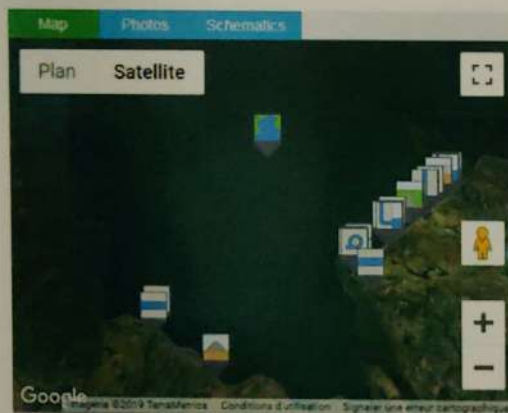 Map Photos Schematics
Plan Satellite
Google
Imagerie ©2019 TerraMetrics Conditions d'utilisation Signaler une erreur cartographique